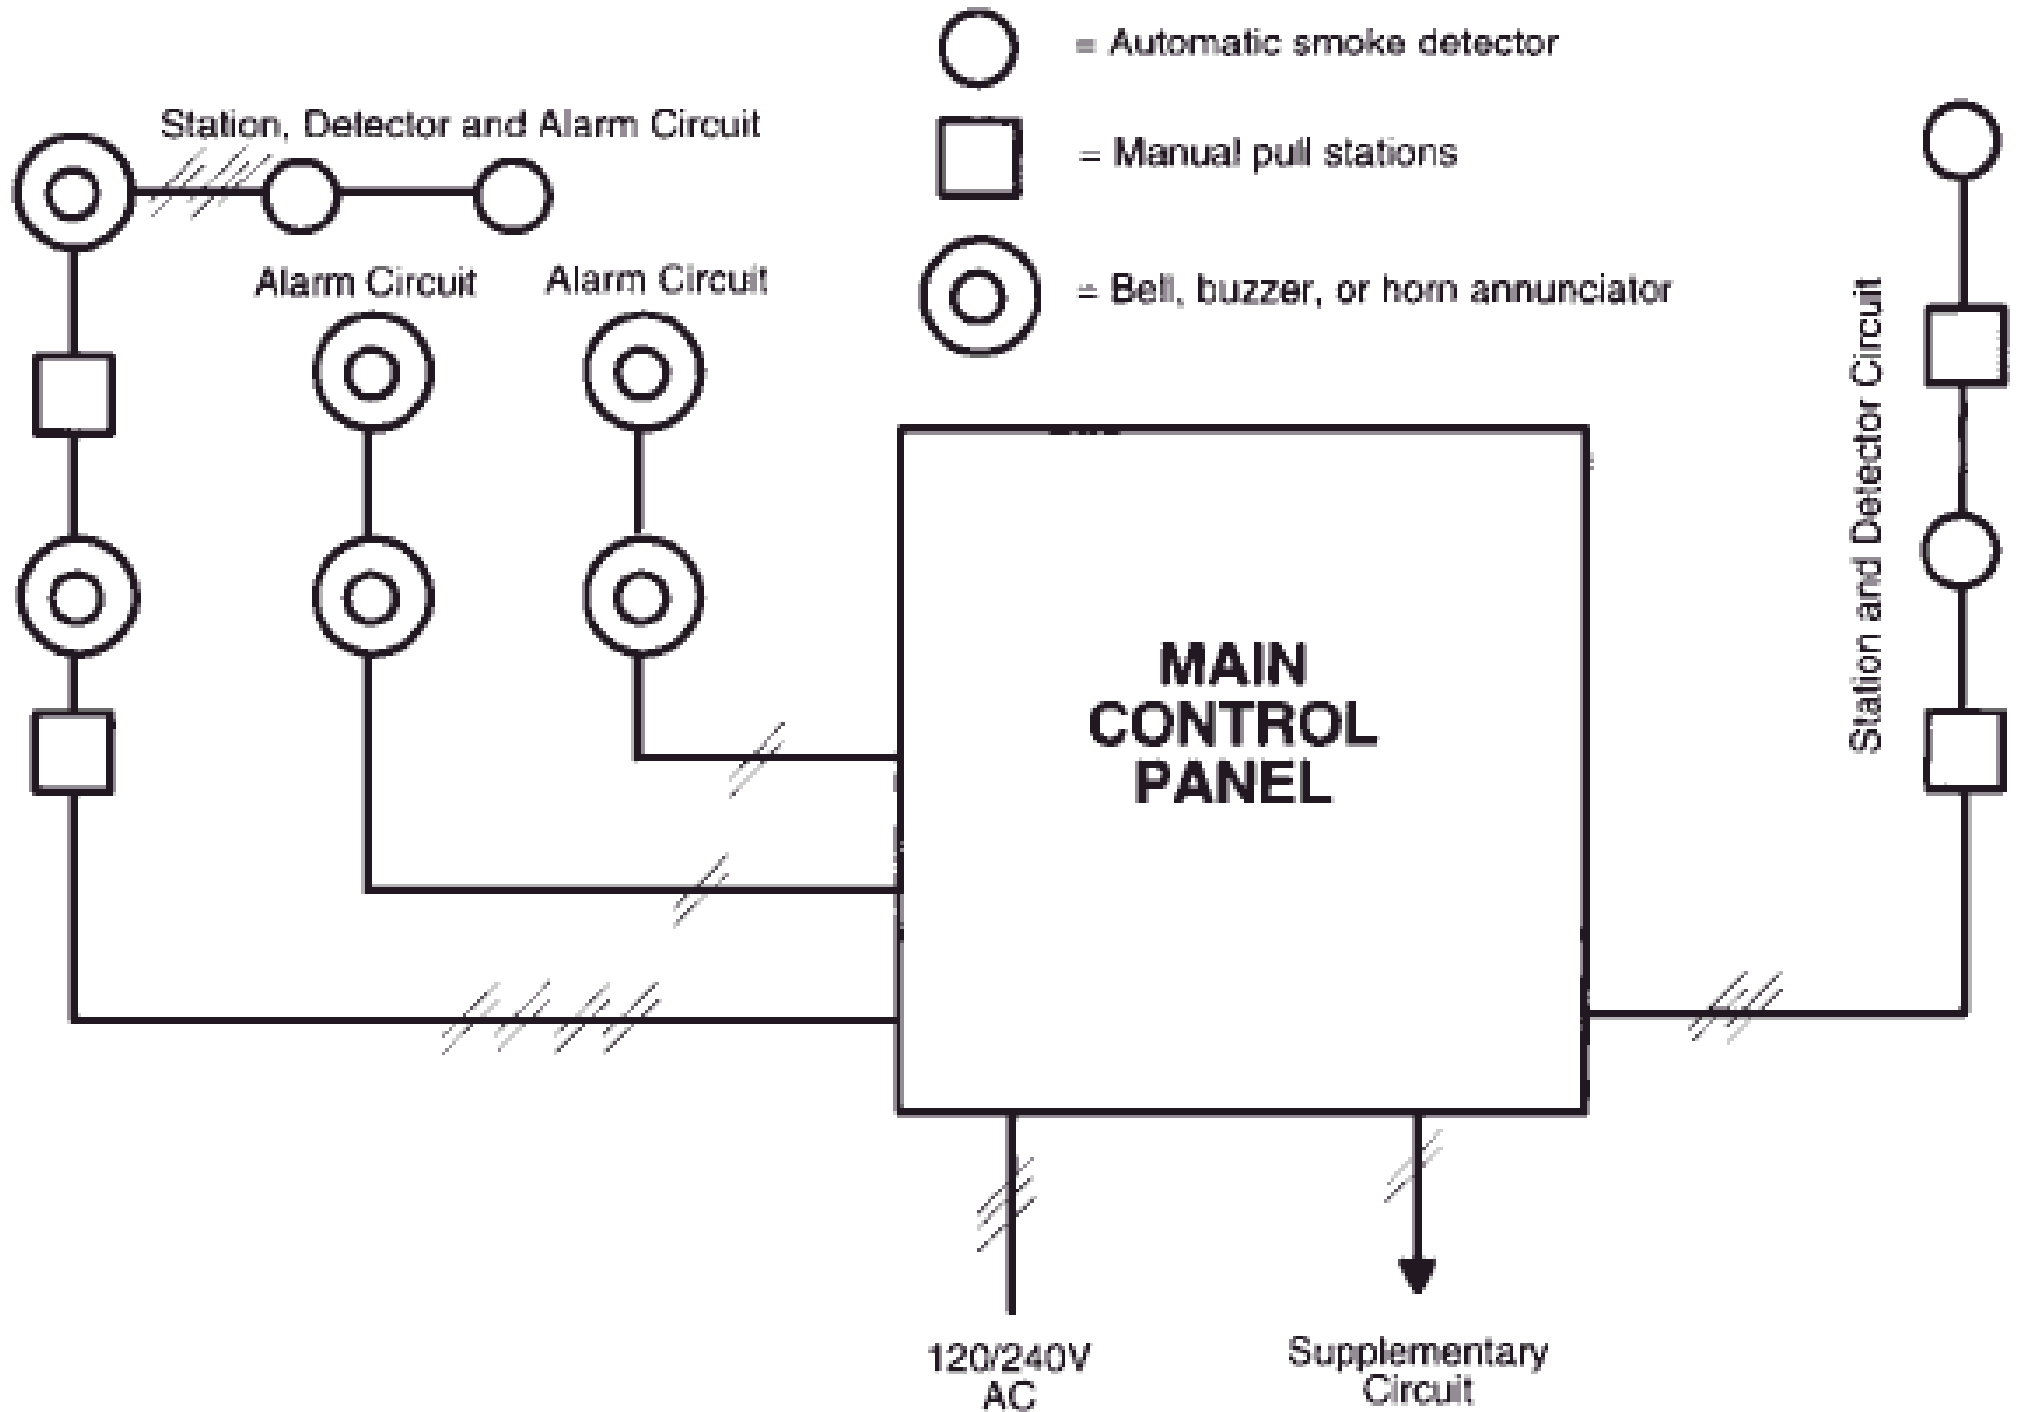 = Automatic smoke detector
Station, Detector and Alarm Circuit
= Manual pull stations
Alarm Circuit
Alarm Circuit
= Bell, buzzer, or horn annunciator
Station and Detector Circuit
MAIN
CONTROL
PANEL
120/240V
AC
Supplementary
Circuit